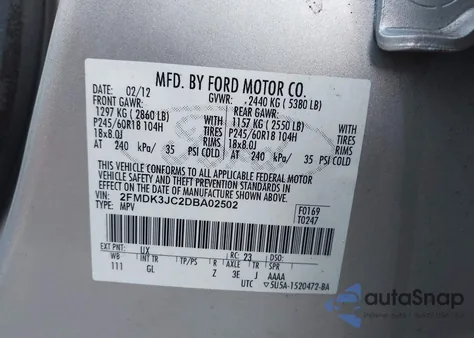 MFD. BY FORD MOTOR CO.
DATE: 02/12 GVWR: 2440 KG ( 5380 LB)
FRONT GAWR: REAR GAWR:
1297 KG ( 2860 LB) WITH 1157 KG ( 2550 LB) WITH
P245/60R18 104H TIRES P245/60R18 104H TIRES
18x8.0J RIMS 18x8.0J RIMS
AT 240 kPa/ 35 PSI COLD AT 240 kPa/ 35 PSI COLD
THIS VEHICLE CONFORMS TO ALL APPLICABLE FEDERAL MOTOR
VEHICLE SAFETY AND BUMPER STANDARDS IN EFFECT ON THE DATE OF
MANUFACTURE SHOWN ABOVE.
VIN: 2FMDK3JC2DBA02502 F0169
TYPE: MPV T0247
EXT PNT: UX RC: 23 DSO:
WB INT TR TP/PS R AXLE TR SPR
111 GL Z 3E J AAAA
UTC ▽5U5A-1520472-BA
autoSnap
www.autosnap.com